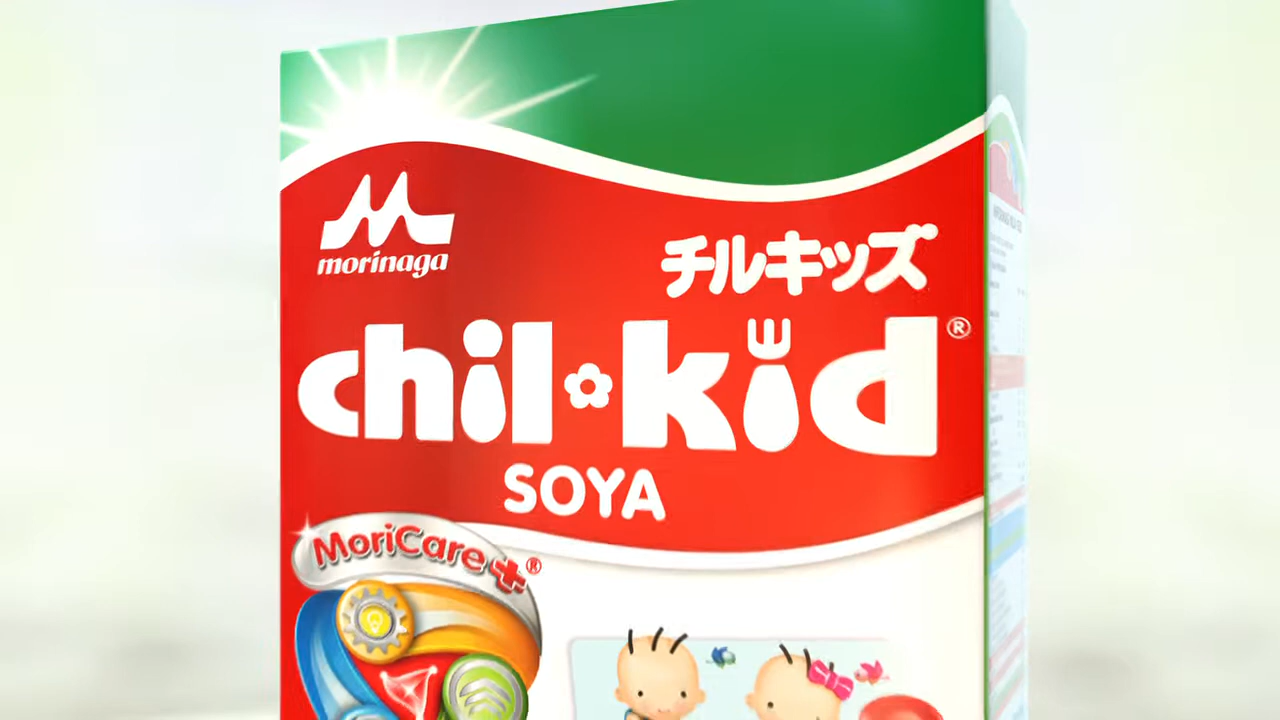 morinaga
チルキッズ
chil kid®
SOYA
MoriCare+®